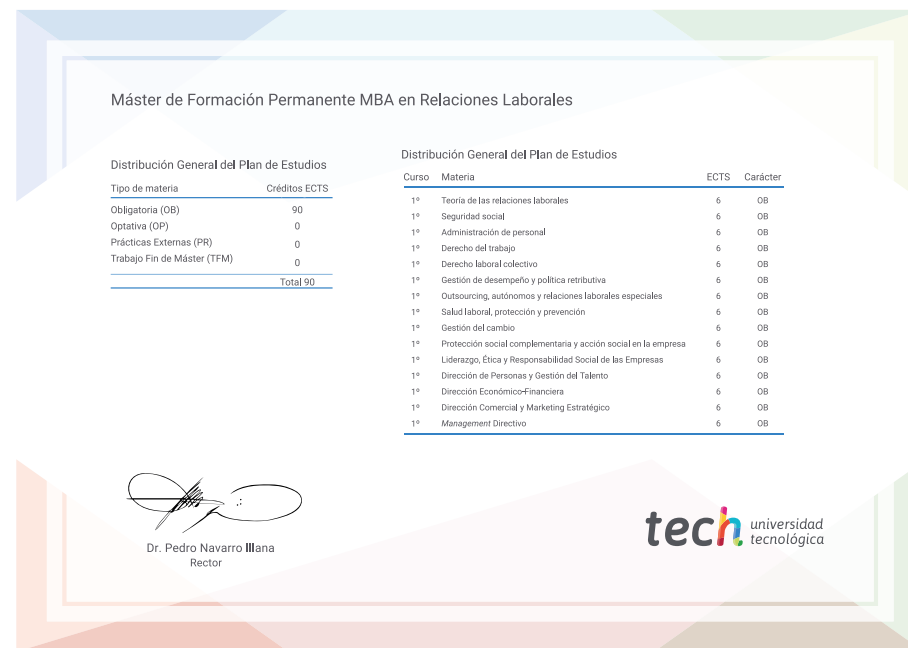 Máster de Formación Permanente MBA en Relaciones Laborales
Distribución General del Plan de Estudios
Tipo de materia Créditos ECTS
Obligatoria (OB) 90
Optativa (OP) 0
Prácticas Externas (PR) 0
Trabajo Fin de Máster (TFM) 0
Total 90
Distribución General del Plan de Estudios
Curso Materia ECTS Carácter
1º Teoría de las relaciones laborales 6 OB
1º Seguridad social 6 OB
1º Administración de personal 6 OB
1º Derecho del trabajo 6 OB
1º Derecho laboral colectivo 6 OB
1º Gestión de desempeño y política retributiva 6 OB
1º Outsourcing, autónomos y relaciones laborales especiales 6 OB
1º Salud laboral, protección y prevención 6 OB
1º Gestión del cambio 6 OB
1º Protección social complementaria y acción social en la empresa 6 OB
1º Liderazgo, Ética y Responsabilidad Social de las Empresas 6 OB
1º Dirección de Personas y Gestión del Talento 6 OB
1º Dirección Económico-Financiera 6 OB
1º Dirección Comercial y Marketing Estratégico 6 OB
1º Management Directivo 6 OB
Dr. Pedro Navarro Illana
Rector
tech universidad
tecnológica